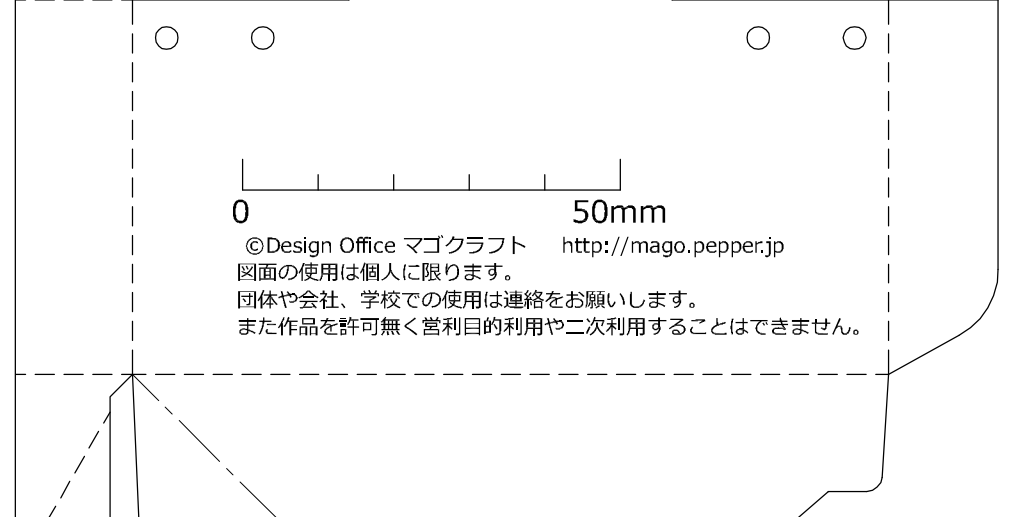 0 50mm
©Design Office マゴクラフト http://mago.pepper.jp
図面の使用は個人に限ります。
団体や会社、学校での使用は連絡をお願いします。
また作品を許可無く営利目的利用や二次利用することはできません。